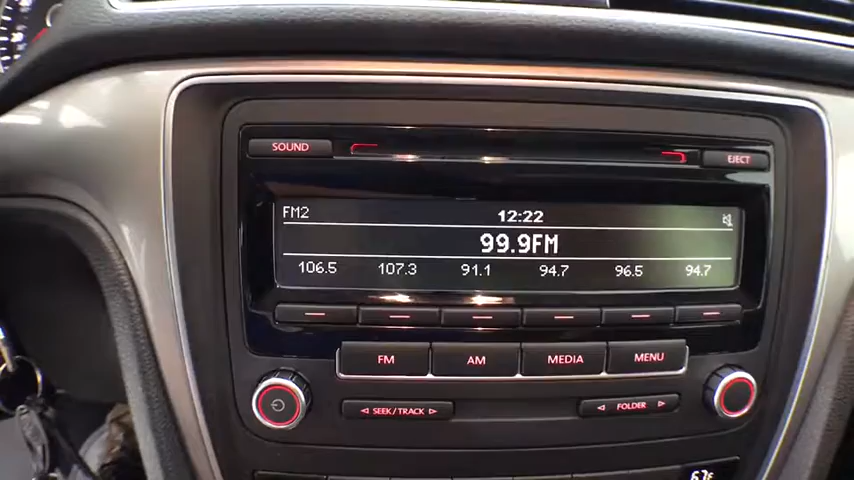 SOUND
EJECT
FM2 12:22
99.9FM
106.5 107.3 91.1 94.7 96.5 94.7
FM AM MEDIA MENU
◁ SEEK/TRACK ▷ ◁ FOLDER ▷
67°F